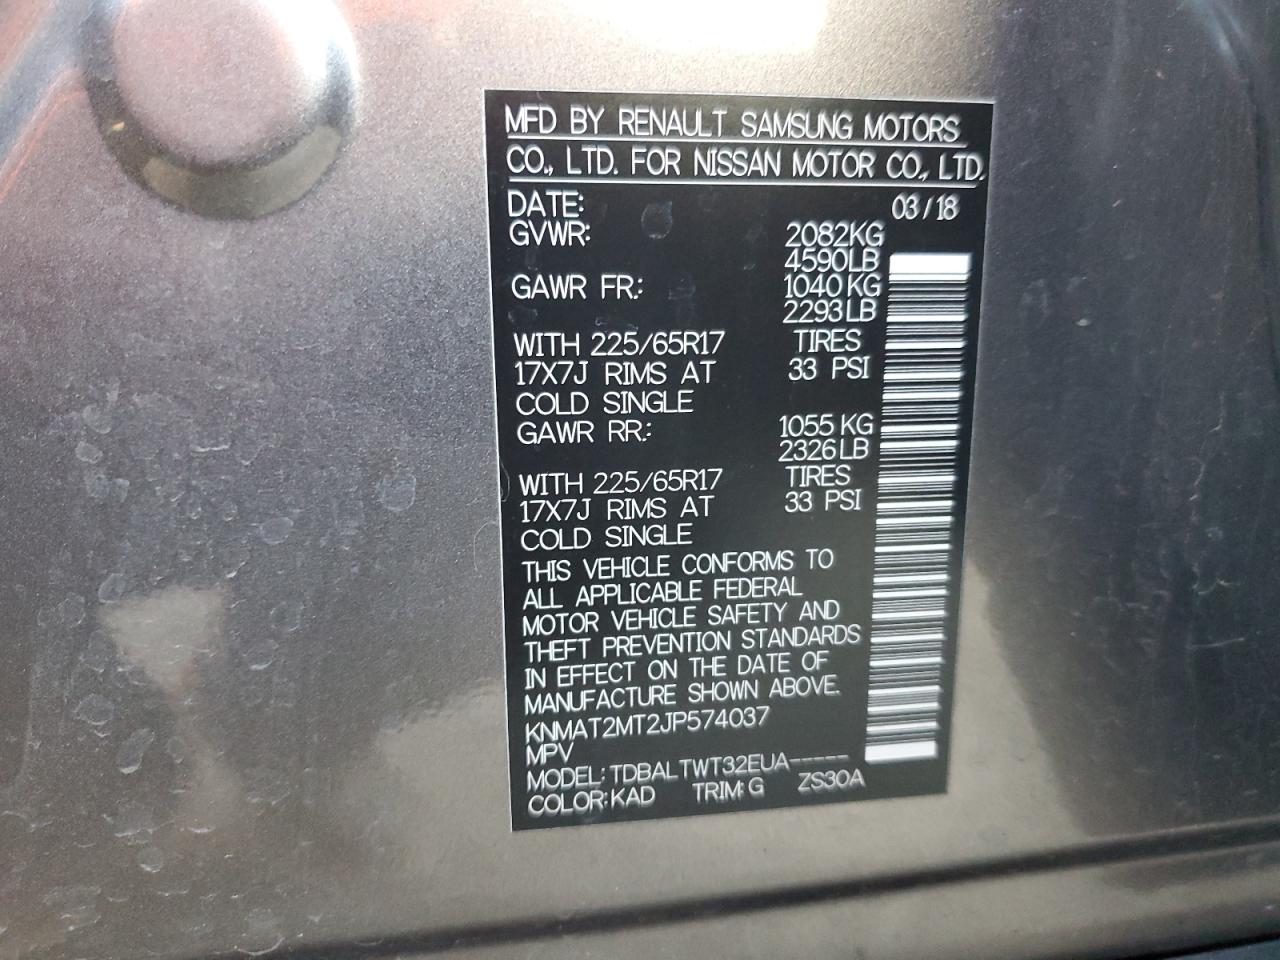 MFD BY RENAULT SAMSUNG MOTORS
CO., LTD. FOR NISSAN MOTOR CO., LTD.
DATE: 03/18
GVWR: 2082KG
4590LB
GAWR FR.: 1040KG
2293LB
WITH 225/65R17 TIRES
17X7J RIMS AT 33 PSI
COLD SINGLE
GAWR RR.: 1055KG
2326LB
WITH 225/65R17 TIRES
17X7J RIMS AT 33 PSI
COLD SINGLE
THIS VEHICLE CONFORMS TO
ALL APPLICABLE FEDERAL
MOTOR VEHICLE SAFETY AND
THEFT PREVENTION STANDARDS
IN EFFECT ON THE DATE OF
MANUFACTURE SHOWN ABOVE.
KNMAT2MT2JP574037
MPV
MODEL: TDBALTWT32EUA-----
COLOR: KAD TRIM: G ZS30A